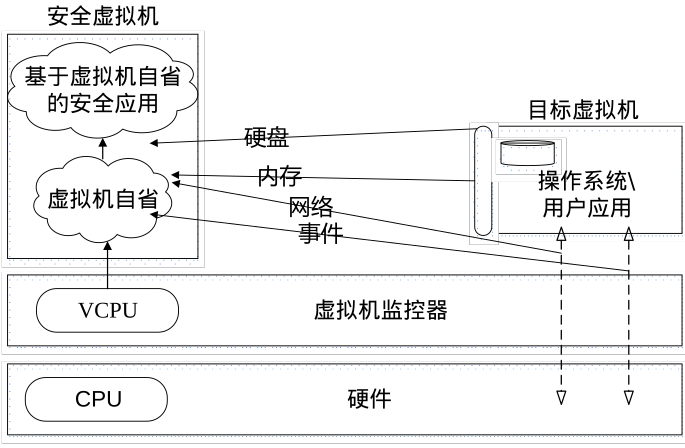 安全虚拟机
基于虚拟机自省
的安全应用
目标虚拟机
硬盘
内存
操作系统\
虚拟机自省
网络
用户应用
事件
VCPU
虚拟机监控器
CPU
硬件